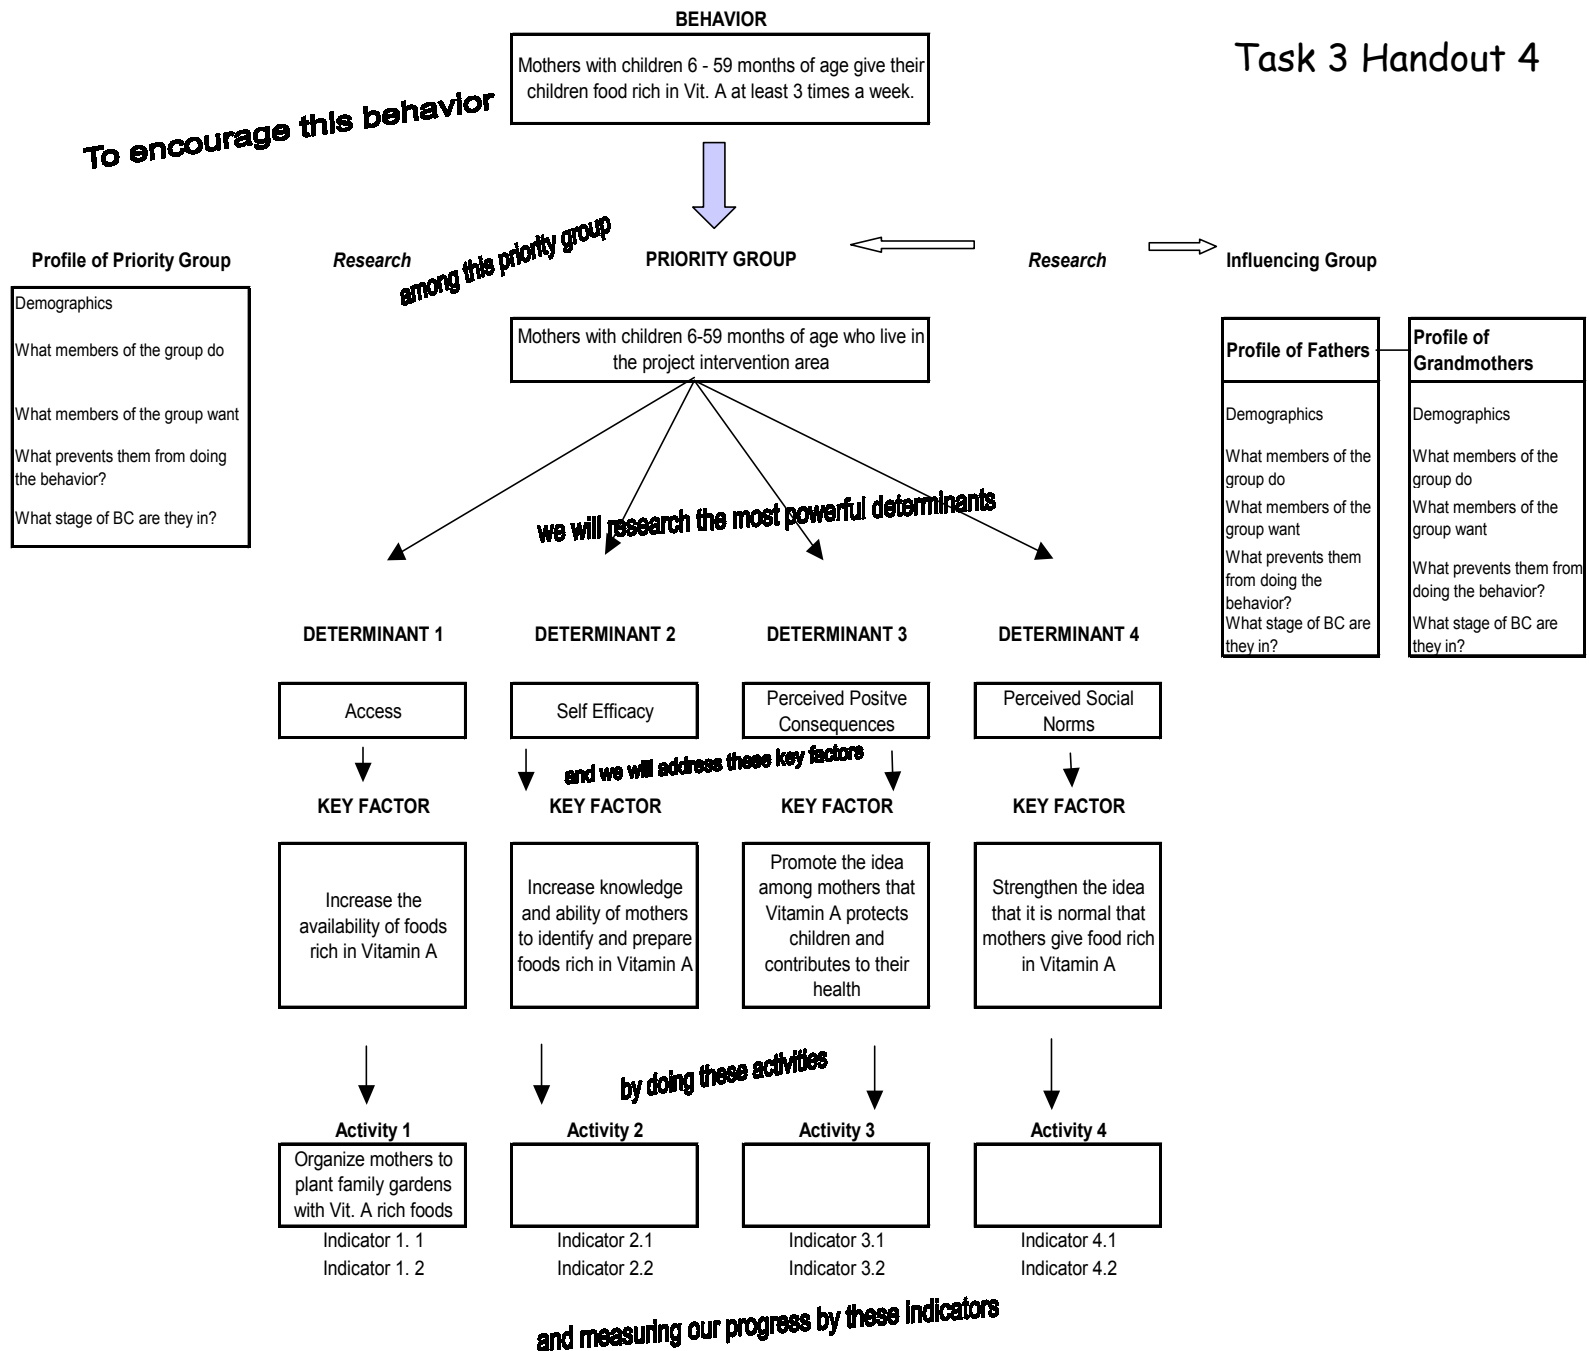 BEHAVIOR
Task 3 Handout 4
Mothers with children 6 - 59 months of age give their
children food rich in Vit. A at least 3 times a week.
To encourage this behavior
among this priority group
Profile of Priority Group
Research
PRIORITY GROUP
Research
Influencing Group
Demographics
What members of the group do
What members of the group want
What prevents them from doing
the behavior?
What stage of BC are they in?
Mothers with children 6-59 months of age who live in
the project intervention area
Profile of Fathers
Demographics
What members of the
group do
What members of the
group want
What prevents them
from doing the
behavior?
What stage of BC are
they in?
Profile of
Grandmothers
Demographics
What members of the
group do
What members of the
group want
What prevents them from
doing the behavior?
What stage of BC are
they in?
we will research the most powerful determinants
DETERMINANT 1
DETERMINANT 2
DETERMINANT 3
DETERMINANT 4
Access
Self Efficacy
Perceived Positve
Consequences
Perceived Social
Norms
and we will address these key factors
KEY FACTOR
KEY FACTOR
KEY FACTOR
KEY FACTOR
Increase the
availability of foods
rich in Vitamin A
Increase knowledge
and ability of mothers
to identify and prepare
foods rich in Vitamin A
Promote the idea
among mothers that
Vitamin A protects
children and
contributes to their
health
Strengthen the idea
that it is normal that
mothers give food rich
in Vitamin A
by doing these activities
Activity 1
Activity 2
Activity 3
Activity 4
Organize mothers to
plant family gardens
with Vit. A rich foods
Indicator 1. 1
Indicator 2.1
Indicator 3.1
Indicator 4.1
Indicator 1. 2
Indicator 2.2
Indicator 3.2
Indicator 4.2
and measuring our progress by these indicators